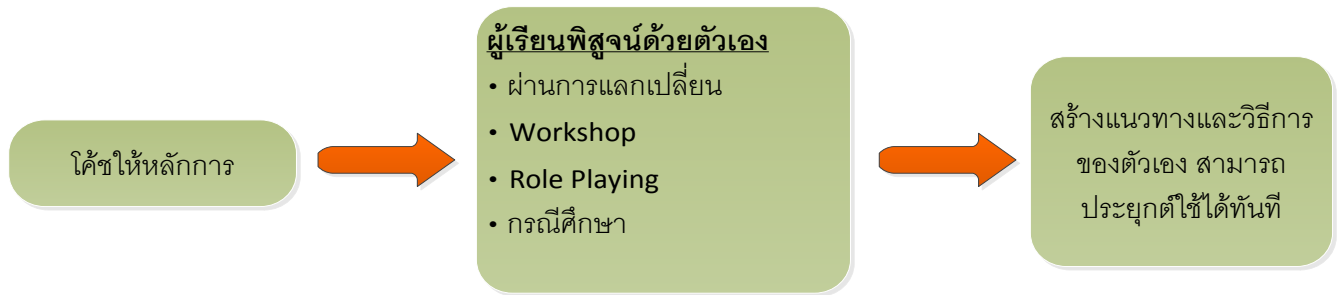 โค้ชให้หลักการ
ผู้เรียนพิสูจน์ด้วยตัวเอง
• ผ่านการแลกเปลี่ยน
• Workshop
• Role Playing
• กรณีศึกษา
สร้างแนวทางและวิธีการ
ของตัวเอง สามารถ
ประยุกต์ใช้ได้ทันที